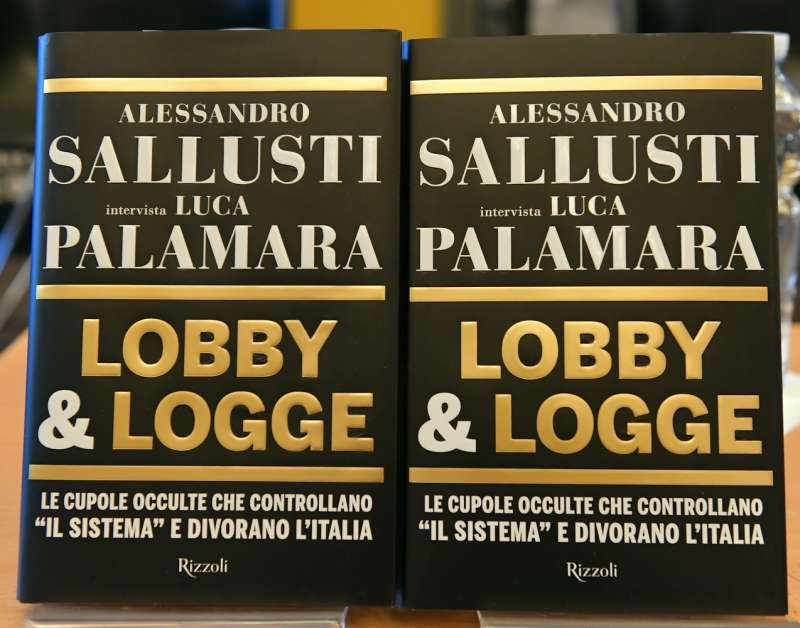 ALESSANDRO
SALLUSTI
intervista LUCA
PALAMARA
LOBBY
& LOGGE
LE CUPOLE OCCULTE CHE CONTROLLANO
“IL SISTEMA” E DIVORANO L’ITALIA
Rizzoli
ALESSANDRO
SALLUSTI
intervista LUCA
PALAMARA
LOBBY
& LOGGE
LE CUPOLE OCCULTE CHE CONTROLLANO
“IL SISTEMA” E DIVORANO L’ITALIA
Rizzoli